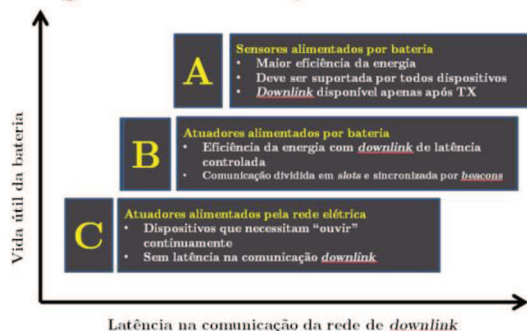 Vida útil da bateria
A
Sensores alimentados por bateria
• Maior eficiência da energia
• Deve ser suportada por todos dispositivos
• Downlink disponível apenas após TX
B
Atuadores alimentados por bateria
• Eficiência da energia com downlink de latência
controlada
• Comunicação dividida em slots e sincronizada por beacons
C
Atuadores alimentados pela rede elétrica
• Dispositivos que necessitam “ouvir”
continuamente
• Sem latência na comunicação downlink
Latência na comunicação da rede de downlink